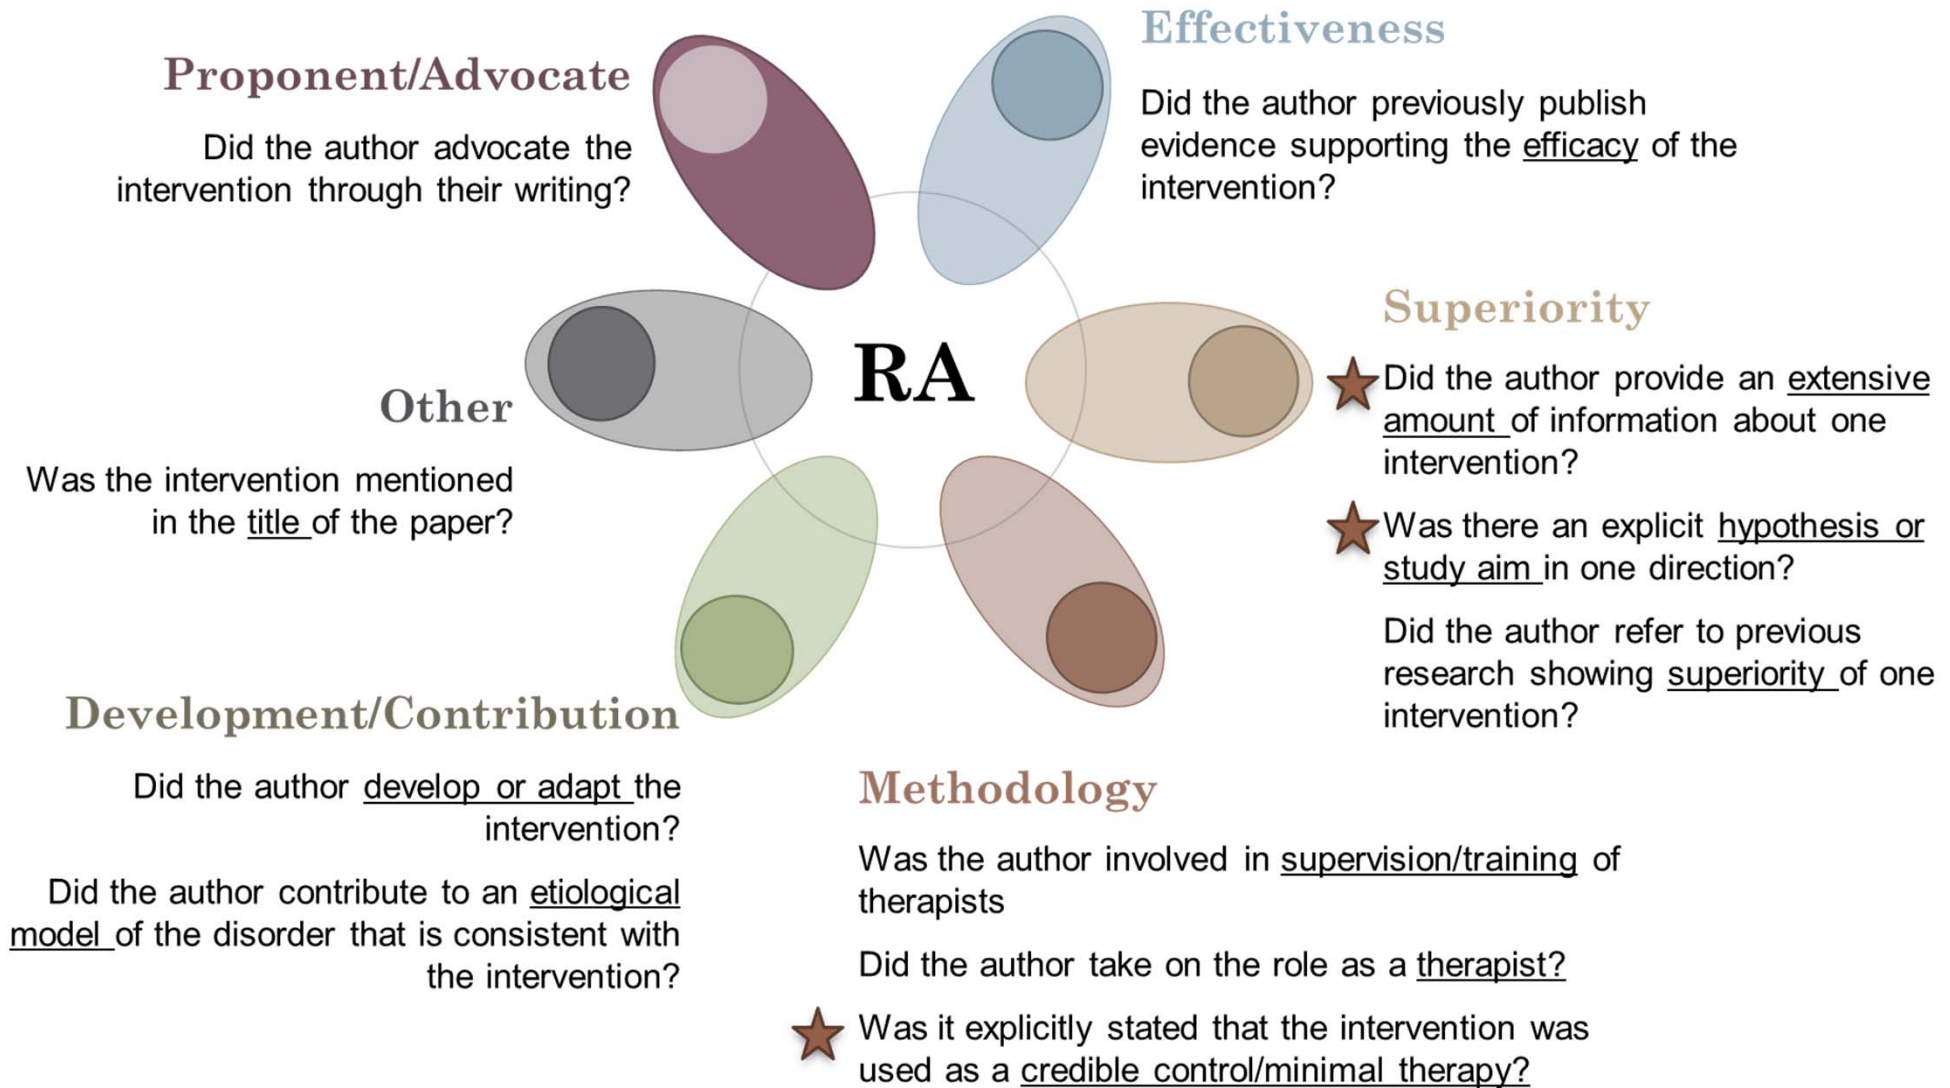 Proponent/Advocate
Did the author advocate the
intervention through their writing?
Effectiveness
Did the author previously publish
evidence supporting the efficacy of the
intervention?
Superiority
Did the author provide an extensive
amount of information about one
intervention?
Was there an explicit hypothesis or
study aim in one direction?
Did the author refer to previous
research showing superiority of one
intervention?
RA
Other
Was the intervention mentioned
in the title of the paper?
Development/Contribution
Did the author develop or adapt the
intervention?
Did the author contribute to an etiological
model of the disorder that is consistent with
the intervention?
Methodology
Was the author involved in supervision/training of
therapists
Did the author take on the role as a therapist?
Was it explicitly stated that the intervention was
used as a credible control/minimal therapy?